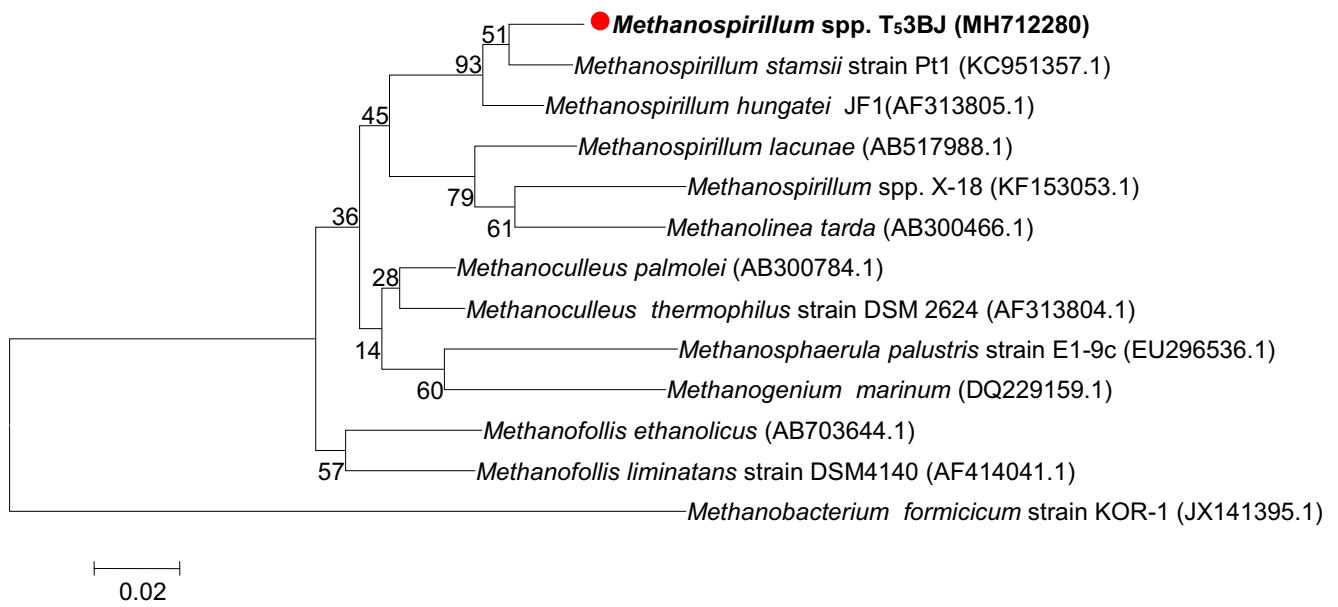 51
Methanospirillum spp. T₅3BJ (MH712280)
93
Methanospirillum stamsii strain Pt1 (KC951357.1)
Methanospirillum hungatei JF1(AF313805.1)
45
Methanospirillum lacunae (AB517988.1)
79
Methanospirillum spp. X-18 (KF153053.1)
36
61
Methanolinea tarda (AB300466.1)
28
Methanoculleus palmolei (AB300784.1)
Methanoculleus thermophilus strain DSM 2624 (AF313804.1)
14
Methanosphaerula palustris strain E1-9c (EU296536.1)
60
Methanogenium marinum (DQ229159.1)
Methanofollis ethanolicus (AB703644.1)
57
Methanofollis liminatans strain DSM4140 (AF414041.1)
Methanobacterium formicicum strain KOR-1 (JX141395.1)
0.02